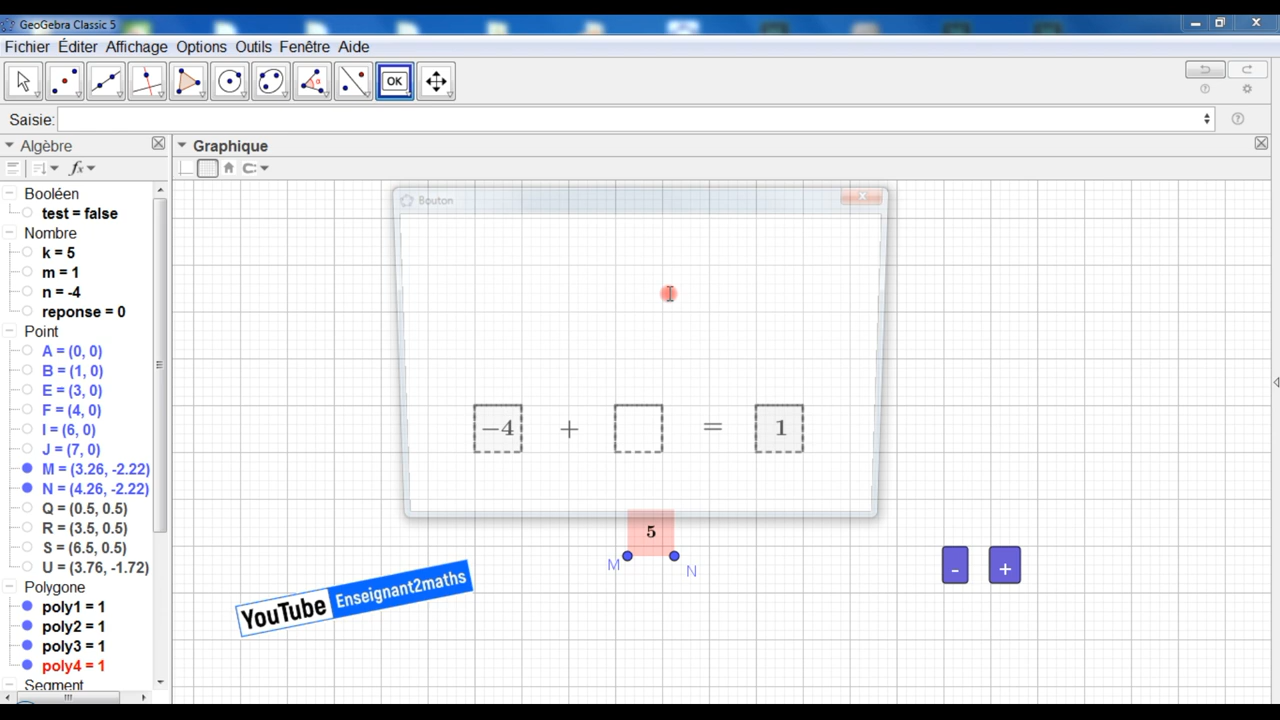 GeoGebra Classic 5
Fichier Éditer Affichage Options Outils Fenêtre Aide
OK
Saisie:
Algèbre
Graphique
fx
Booléen
test = false
Nombre
k = 5
m = 1
n = -4
reponse = 0
Point
A = (0, 0)
B = (1, 0)
E = (3, 0)
F = (4, 0)
I = (6, 0)
J = (7, 0)
M = (3.26, -2.22)
N = (4.26, -2.22)
Q = (0.5, 0.5)
R = (3.5, 0.5)
S = (6.5, 0.5)
U = (3.76, -1.72)
Polygone
poly1 = 1
poly2 = 1
poly3 = 1
poly4 = 1
Segment
Bouton
−4 + = 1
5
M N
- +
YouTube Enseignant2maths